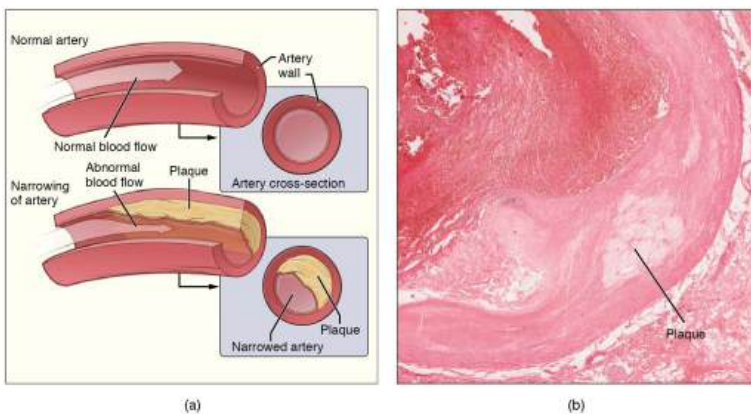 Normal artery
Artery
wall
Normal blood flow
Artery cross-section
Abnormal
blood flow
Plaque
Narrowing
of artery
Plaque
Narrowed artery
Plaque
(a)
(b)